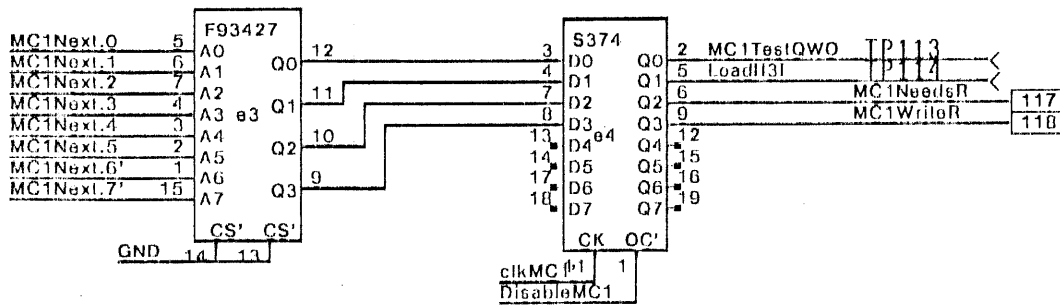 F93427
MC1Next.0 5 A0
MC1Next.1 6 A1
MC1Next.2 7 A2
MC1Next.3 4 A3
MC1Next.4 3 A4
MC1Next.5 2 A5
MC1Next.6' 1 A6
MC1Next.7' 15 A7
e3
Q0 12
Q1 11
Q2 10
Q3 9
CS' CS'
GND 14 13
S374
3 D0
4 D1
7 D2
8 D3
13 D4
14 D5
17 D6
18 D7
e4
Q0 2 MC1TestQW0 TP113
Q1 5 TP114
Q2 6 MC1NeedsR 117
Q3 9 MC1WriteR 118
Q4 12
Q5 15
Q6 16
Q7 19
CK OC'
clkMC1 1
DisableMC1